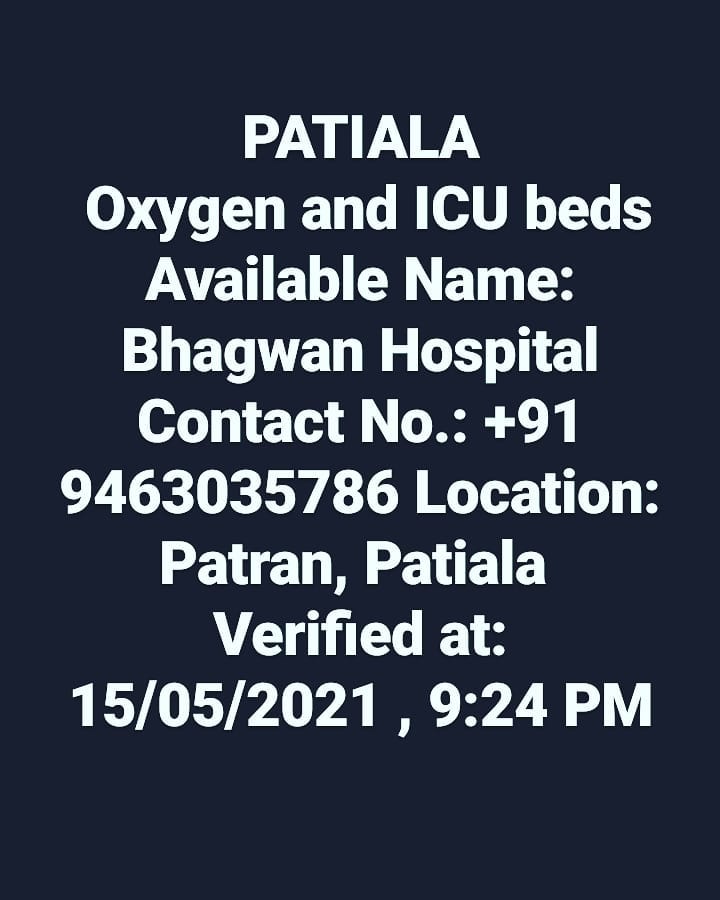 PATIALA
Oxygen and ICU beds
Available Name:
Bhagwan Hospital
Contact No.: +91
9463035786 Location:
Patran, Patiala
Verified at:
15/05/2021 , 9:24 PM